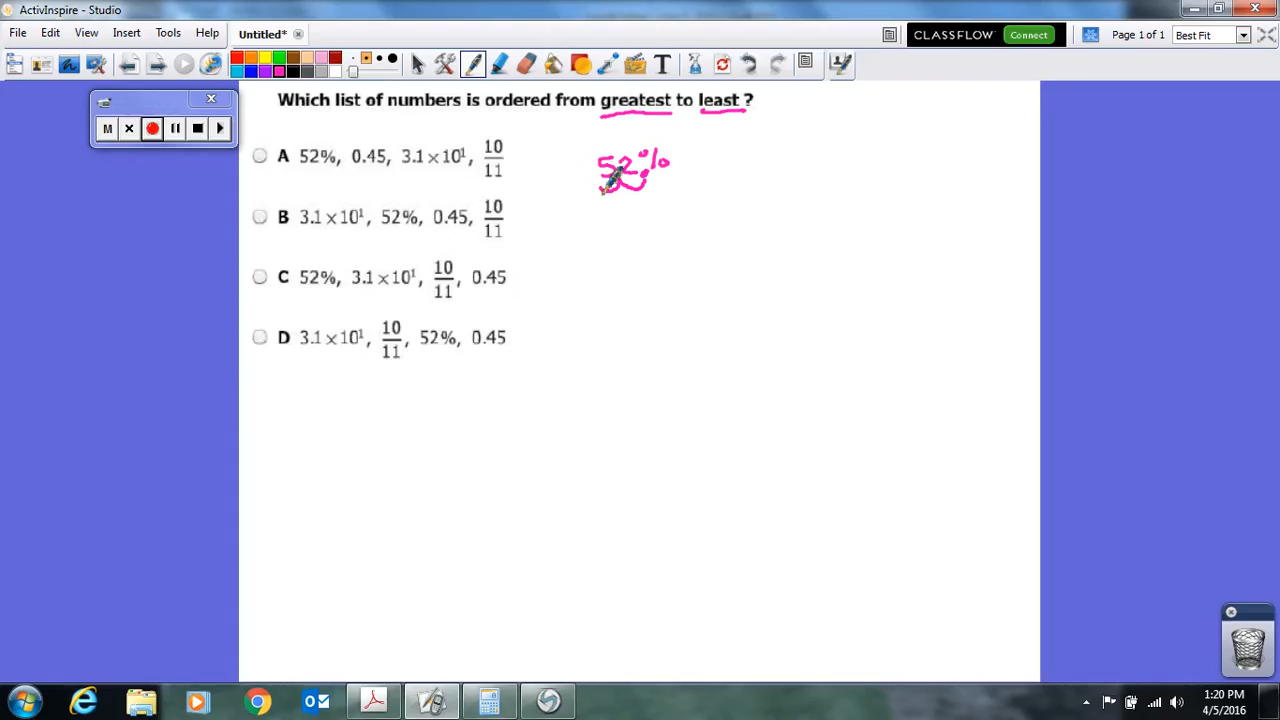 ActivInspire - Studio
File Edit View Insert Tools Help Untitled* CLASSFLOW Connect Page 1 of 1 Best Fit
M
Which list of numbers is ordered from greatest to least ?
A 52%, 0.45, 3.1×10¹, 10/11
B 3.1×10¹, 52%, 0.45, 10/11
C 52%, 3.1×10¹, 10/11, 0.45
D 3.1×10¹, 10/11, 52%, 0.45
52.%
1:20 PM
4/5/2016